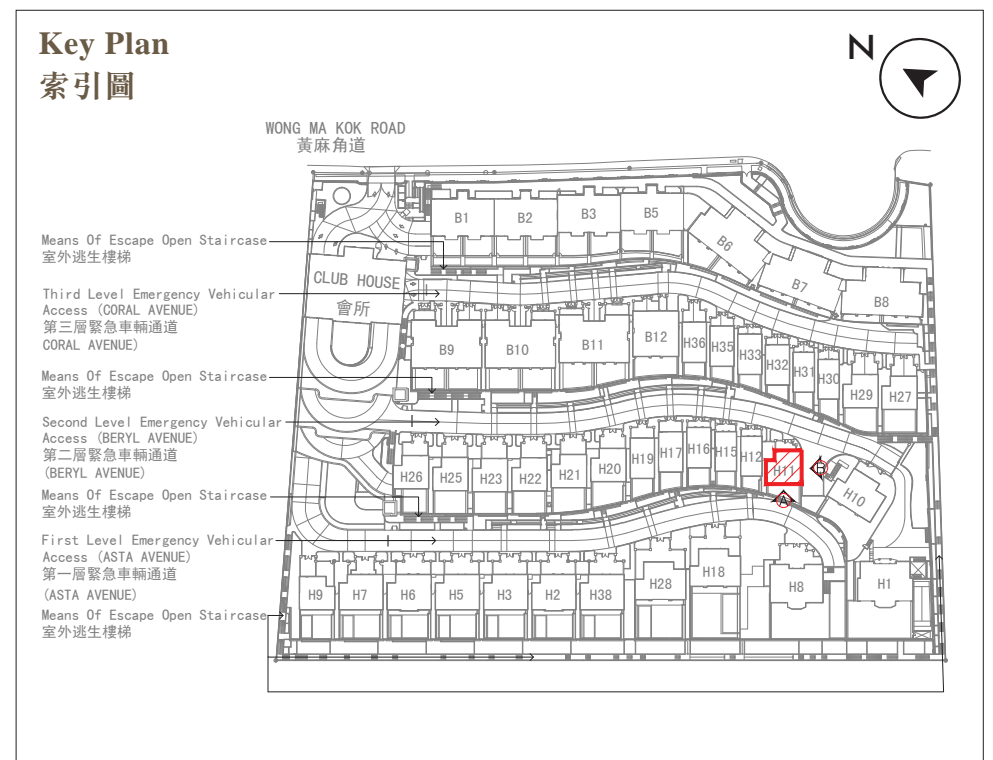 Key Plan
索引圖
N
WONG MA KOK ROAD
黃麻角道
Means Of Escape Open Staircase
室外逃生樓梯
Third Level Emergency Vehicular
Access (CORAL AVENUE)
第三層緊急車輛通道
CORAL AVENUE)
Means Of Escape Open Staircase
室外逃生樓梯
Second Level Emergency Vehicular
Access (BERYL AVENUE)
第二層緊急車輛通道
(BERYL AVENUE)
Means Of Escape Open Staircase
室外逃生樓梯
First Level Emergency Vehicular
Access (ASTA AVENUE)
第一層緊急車輛通道
(ASTA AVENUE)
Means Of Escape Open Staircase
室外逃生樓梯
CLUB HOUSE
會所
B1 B2 B3 B5 B6 B7 B8
B9 B10 B11 B12 H36 H35 H33 H32 H31 H30 H29 H27
H26 H25 H23 H22 H21 H20 H19 H17 H16 H15 H12 H11 B H10
A
H9 H7 H6 H5 H3 H2 H38 H28 H18 H8 H1